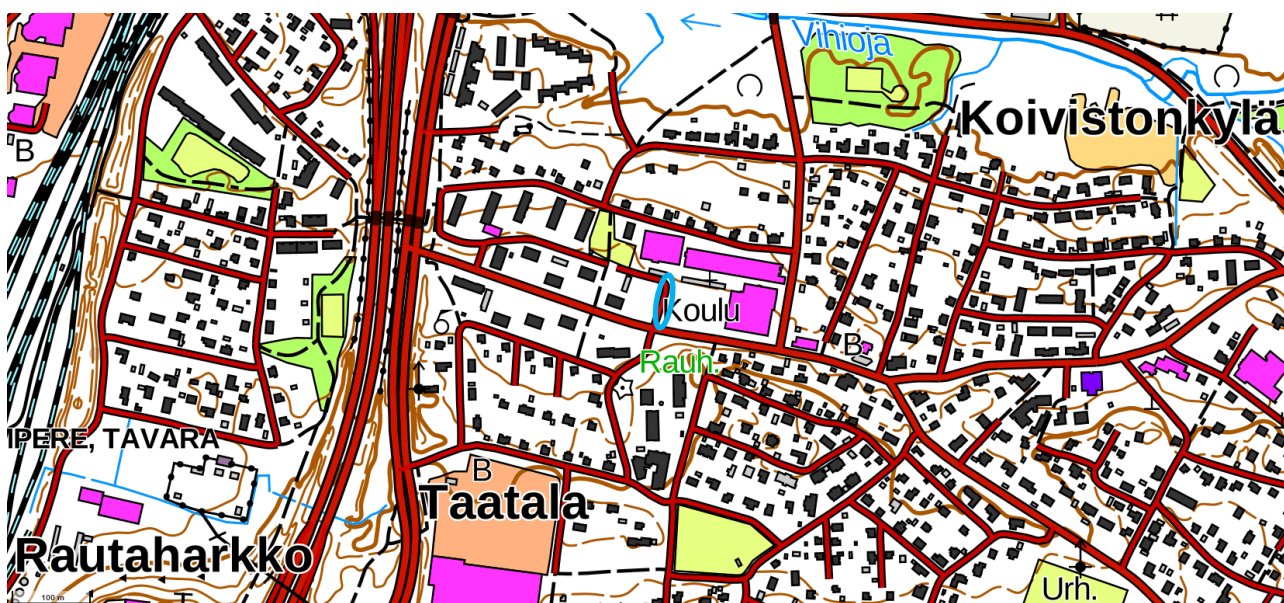 Vihioja
Koivistonkylä
B
Koulu
B
Rauh.
IPERE, TAVARA
B
Taatala
Rautaharkko
Urh.
100 m